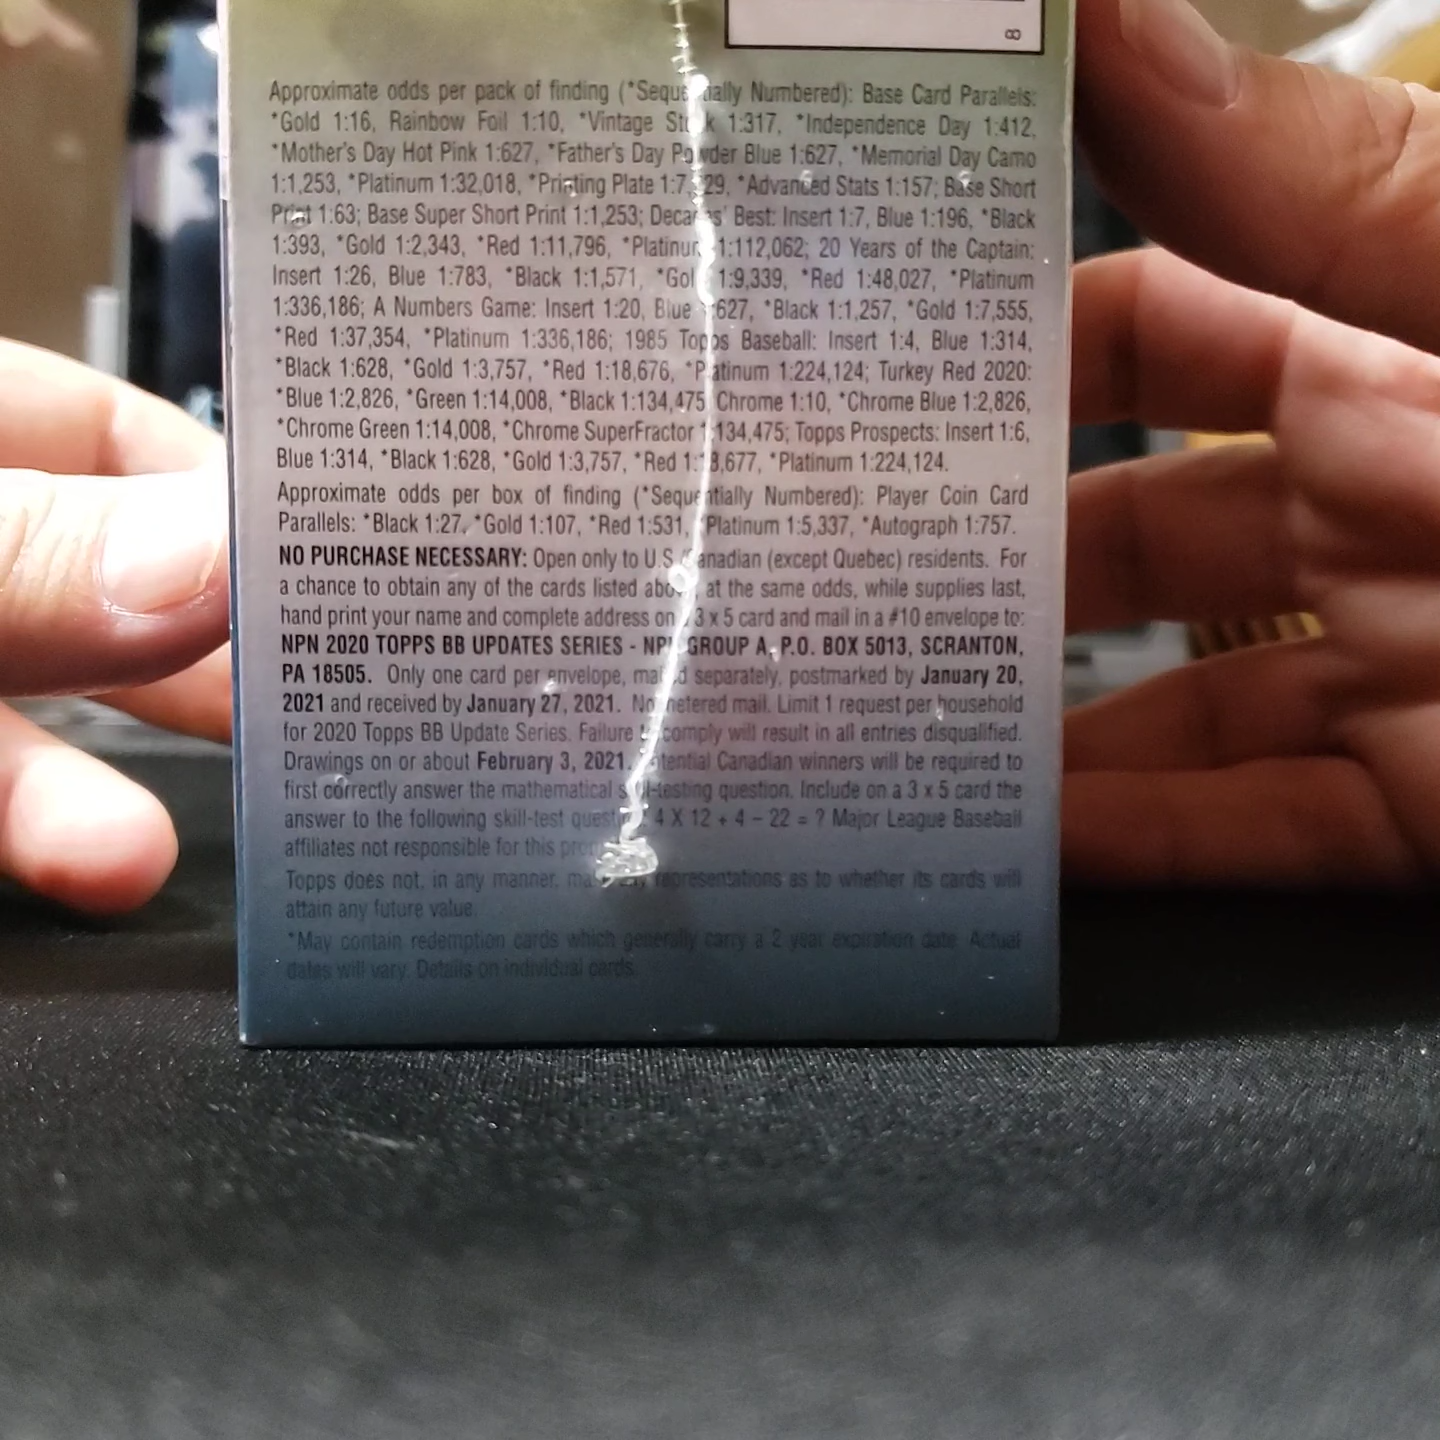 8
Approximate odds per pack of finding (*Sequentially Numbered): Base Card Parallels:
*Gold 1:16, Rainbow Foil 1:10, *Vintage Stock 1:317, *Independence Day 1:412,
*Mother's Day Hot Pink 1:627, *Father's Day Powder Blue 1:627, *Memorial Day Camo
1:1,253, *Platinum 1:32,018, *Printing Plate *Advanced Stats 1:157; Base Short
Print 1:63; Base Super Short Print 1:1,253; Decades' Best: Insert 1:7, Blue 1:196, *Black
1:393, *Gold 1:2,343, *Red 1:11,796, *Platinum 1:112,062; 20 Years of the Captain:
Insert 1:26, Blue 1:783, *Black 1:1,571, *Gold 1:9,339, *Red 1:48,027, *Platinum
1:336,186; A Numbers Game: Insert 1:20, Blue 1:627, *Black 1:1,257, *Gold 1:7,555,
*Red 1:37,354, *Platinum 1:336,186; 1985 Topps Baseball: Insert 1:4, Blue 1:314,
*Black 1:628, *Gold 1:3,757, *Red 1:18,676, *Platinum 1:224,124; Turkey Red 2020:
*Blue 1:2,826, *Green 1:14,008, *Black 1:134,475, Chrome 1:10, *Chrome Blue 1:2,826,
*Chrome Green 1:14,008, *Chrome SuperFractor 1:134,475; Topps Prospects: Insert 1:6,
Blue 1:314, *Black 1:628, *Gold 1:3,757, *Red 1:18,677, *Platinum 1:224,124.
Approximate odds per box of finding (*Sequentially Numbered): Player Coin Card
Parallels: *Black 1:27, *Gold 1:107, *Red 1:531, *Platinum 1:5,337, *Autograph 1:757.
NO PURCHASE NECESSARY: Open only to U.S./Canadian (except Quebec) residents. For
a chance to obtain any of the cards listed above, at the same odds, while supplies last,
hand print your name and complete address on a 3 x 5 card and mail in a #10 envelope to:
NPN 2020 TOPPS BB UPDATES SERIES - NPN GROUP A, P.O. BOX 5013, SCRANTON,
PA 18505. Only one card per envelope, mailed separately, postmarked by January 20,
2021 and received by January 27, 2021. No metered mail. Limit 1 request per household
for 2020 Topps BB Update Series. Failure to comply will result in all entries disqualified.
Drawings on or about February 3, 2021. Potential Canadian winners will be required to
first correctly answer the mathematical skill-testing question. Include on a 3 x 5 card the
answer to the following skill-test question: 4 X 12 + 4 – 22 = ? Major League Baseball
affiliates not responsible for this
Topps does not, in any manner, make any representations as to whether its cards will
attain any future value.
*May contain redemption cards which generally carry a 2 year expiration date. Actual
dates will vary. Details on individual cards.